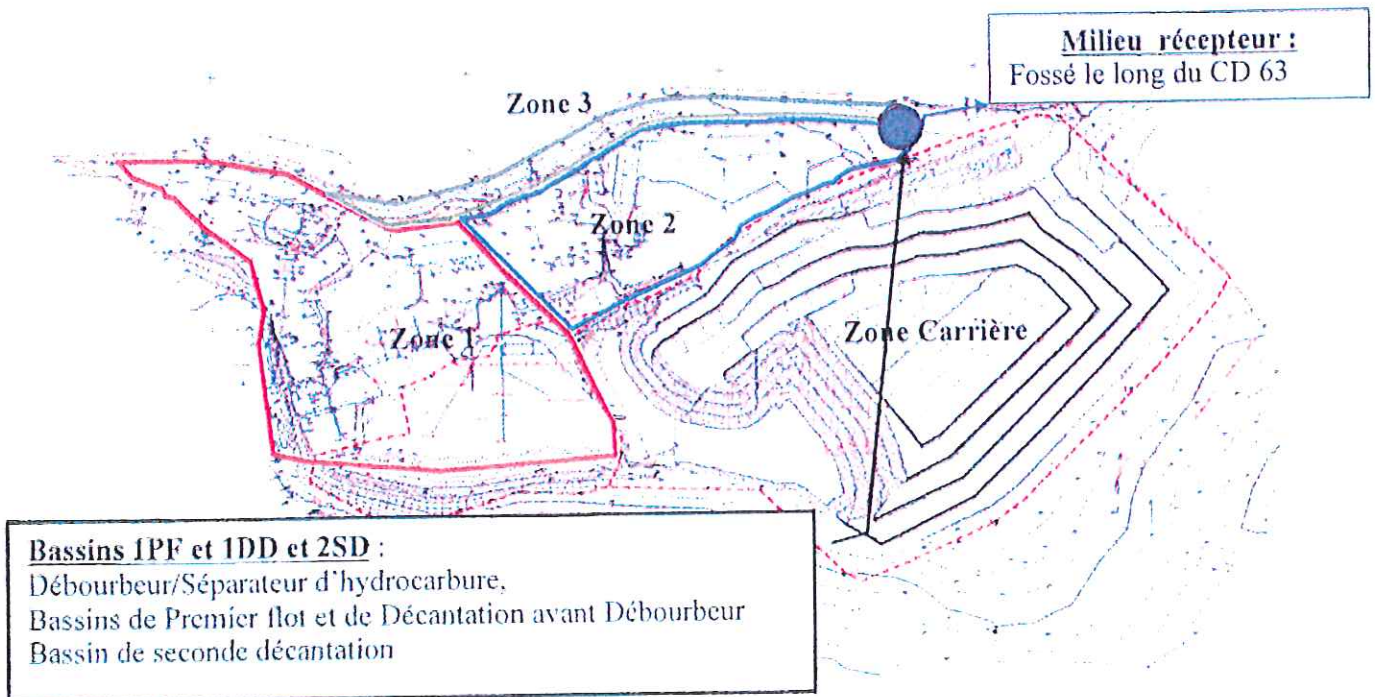 Milieu récepteur :
Fossé le long du CD 63
Zone 3
Zone 2
Zone 1
Zone Carrière
Bassins 1PF et 1DD et 2SD :
Débourbeur/Séparateur d'hydrocarbure,
Bassins de Premier flot et de Décantation avant Débourbeur
Bassin de seconde décantation